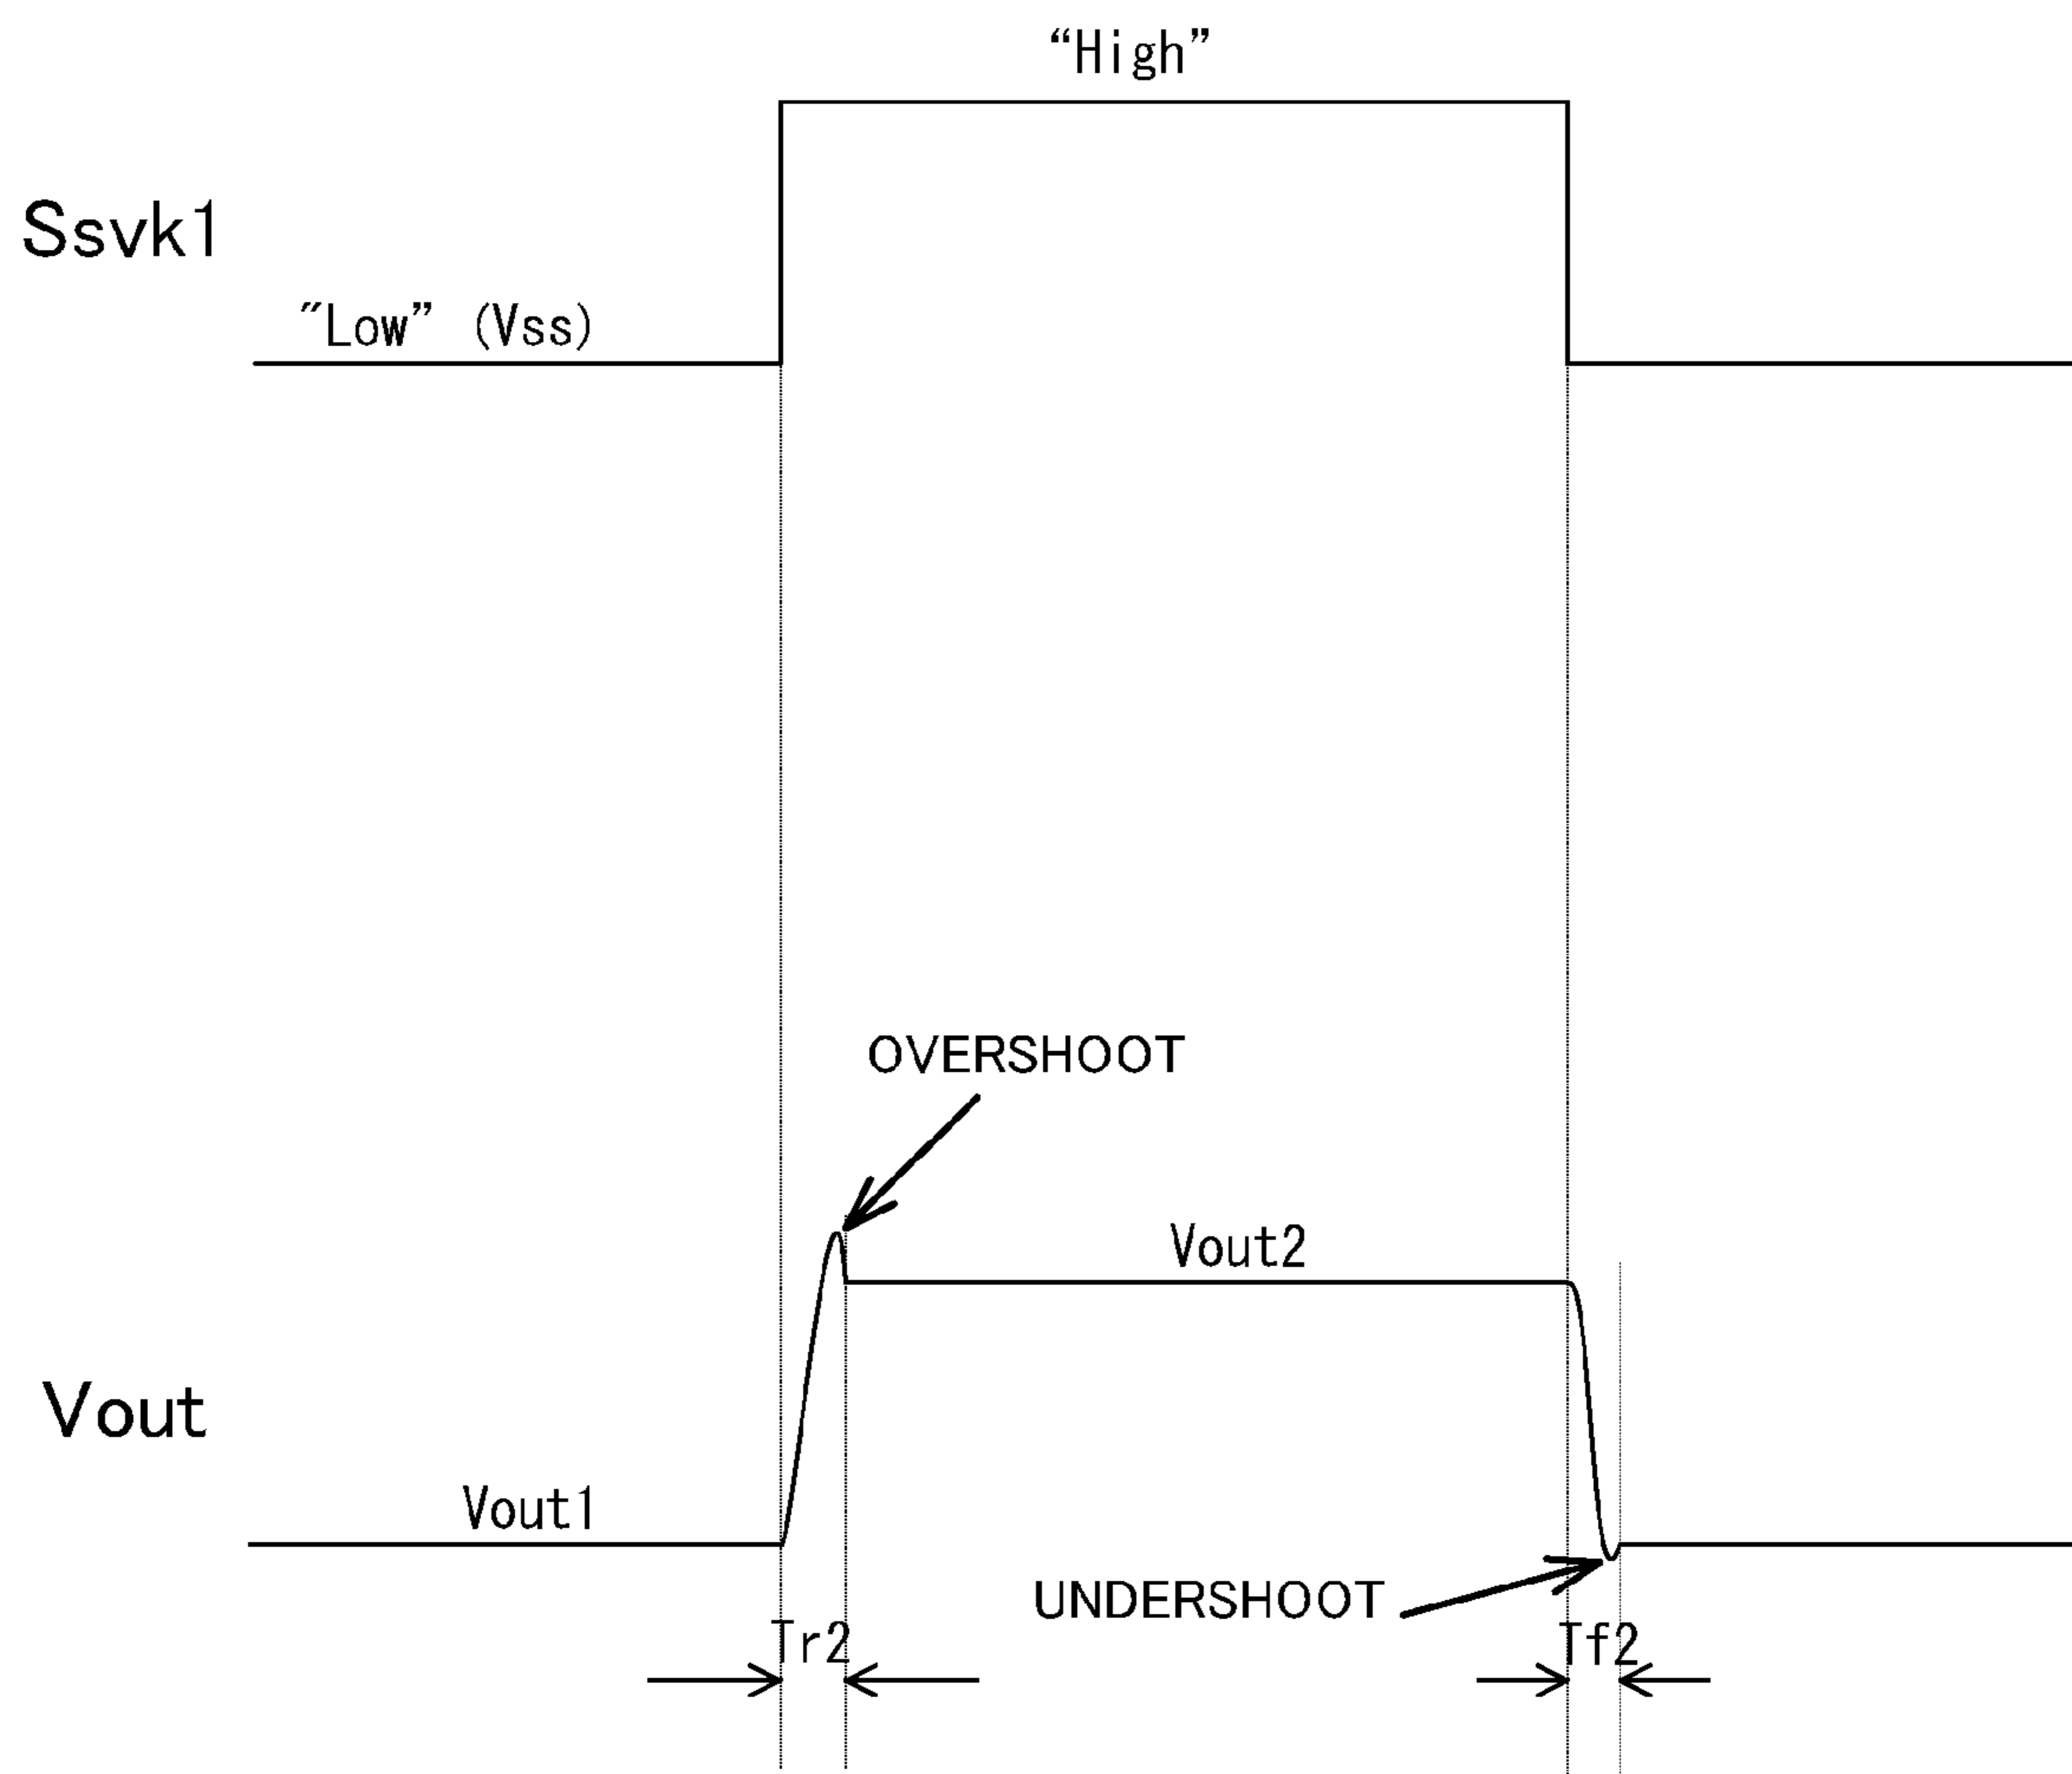 “High”
Ssvk1
"Low” (Vss)
OVERSHOOT
Vout2
Vout
Vout1
UNDERSHOOT
Tr2
Tf2